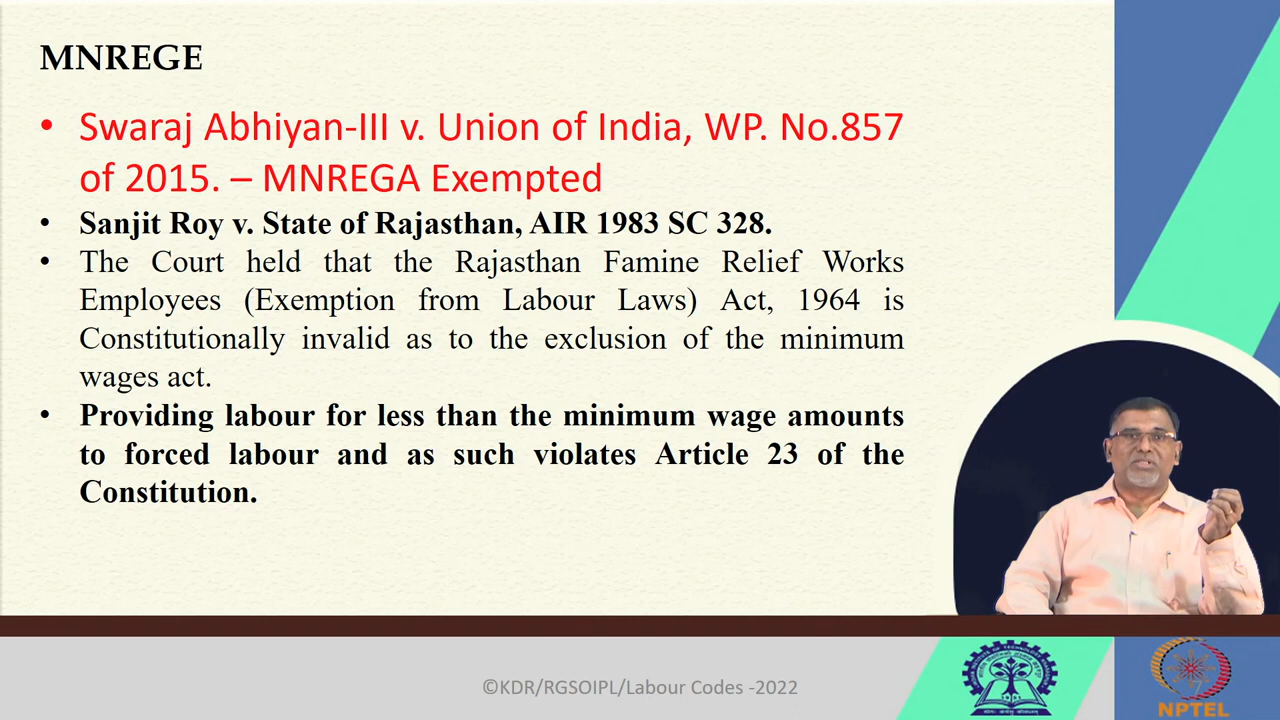 MNREGE
• Swaraj Abhiyan-III v. Union of India, WP. No.857
of 2015. – MNREGA Exempted
• Sanjit Roy v. State of Rajasthan, AIR 1983 SC 328.
• The Court held that the Rajasthan Famine Relief Works
Employees (Exemption from Labour Laws) Act, 1964 is
Constitutionally invalid as to the exclusion of the minimum
wages act.
• Providing labour for less than the minimum wage amounts
to forced labour and as such violates Article 23 of the
Constitution.
©KDR/RGSOIPL/Labour Codes -2022
7
NPTEL